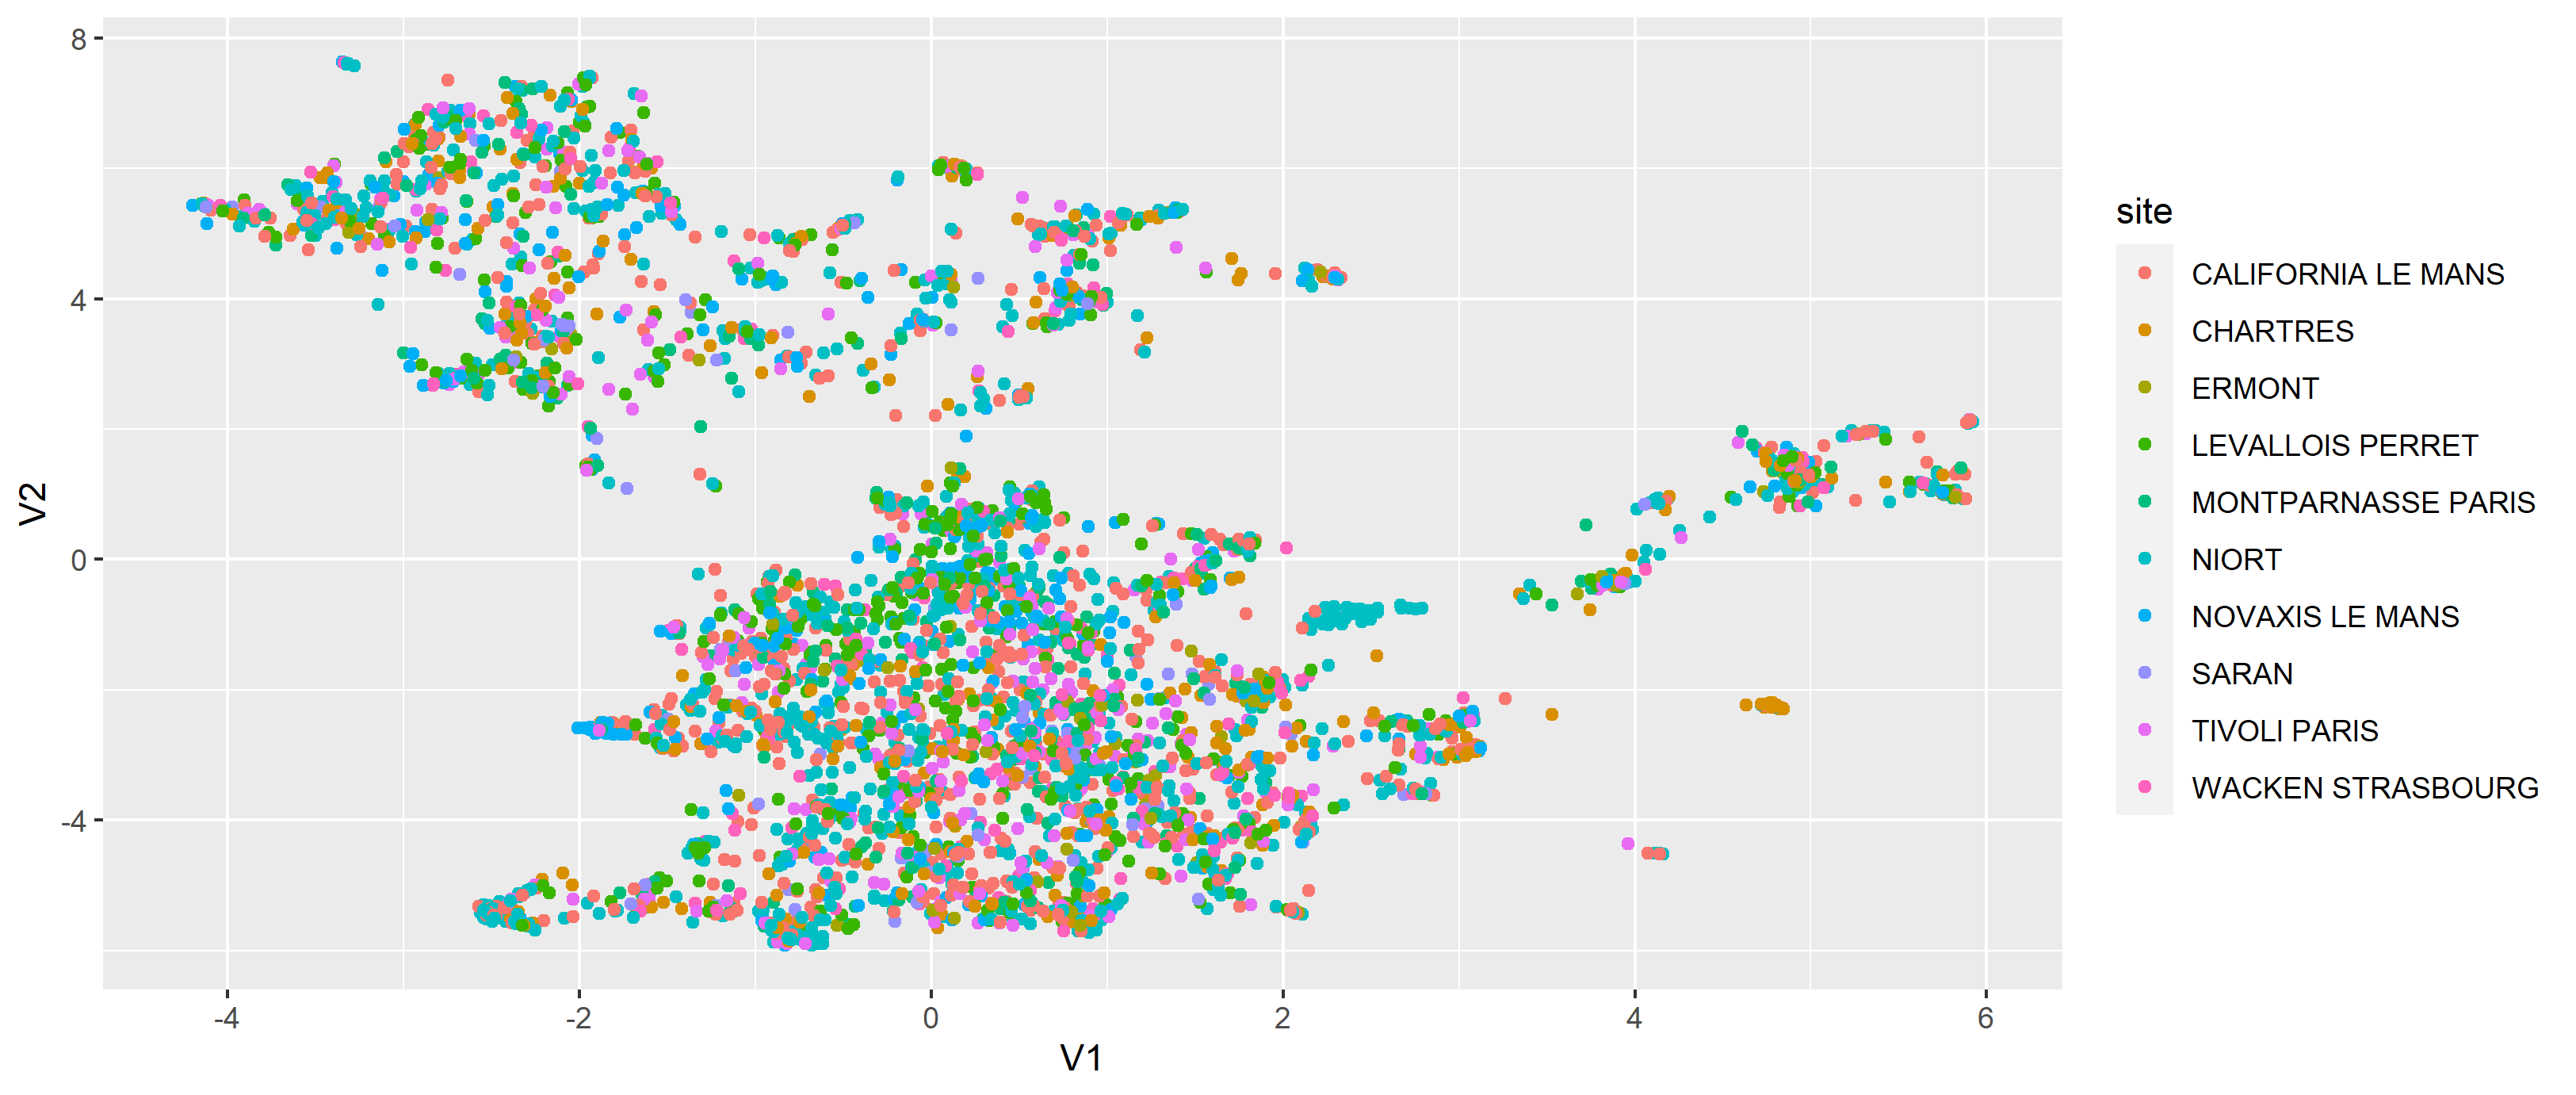 8
4
0
-4
V2
-4
-2
0
2
4
6
V1
site
CALIFORNIA LE MANS
CHARTRES
ERMONT
LEVALLOIS PERRET
MONTPARNASSE PARIS
NIORT
NOVAXIS LE MANS
SARAN
TIVOLI PARIS
WACKEN STRASBOURG